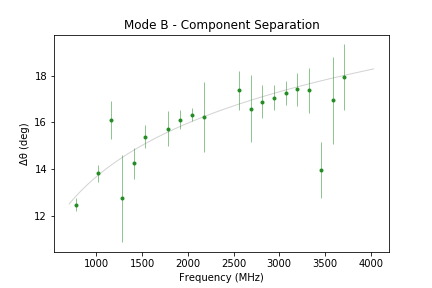 Mode B - Component Separation
Δθ (deg)
18
16
14
12
1000 1500 2000 2500 3000 3500 4000
Frequency (MHz)